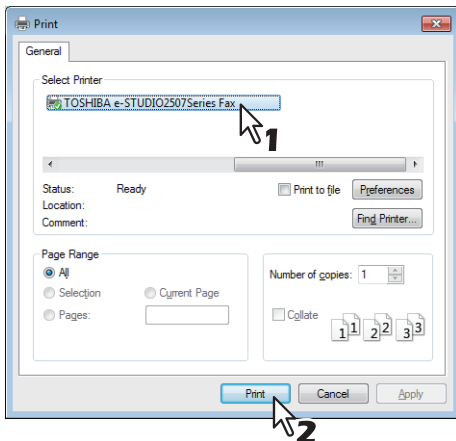 Print
General
Select Printer
TOSHIBA e-STUDIO2507Series Fax
1
Status: Ready
Print to file
Preferences
Location:
Comment:
Find Printer...
Page Range
All
Selection
Current Page
Pages:
Number of copies: 1
Collate
1 1 2 2 3 3
Print
Cancel
Apply
2